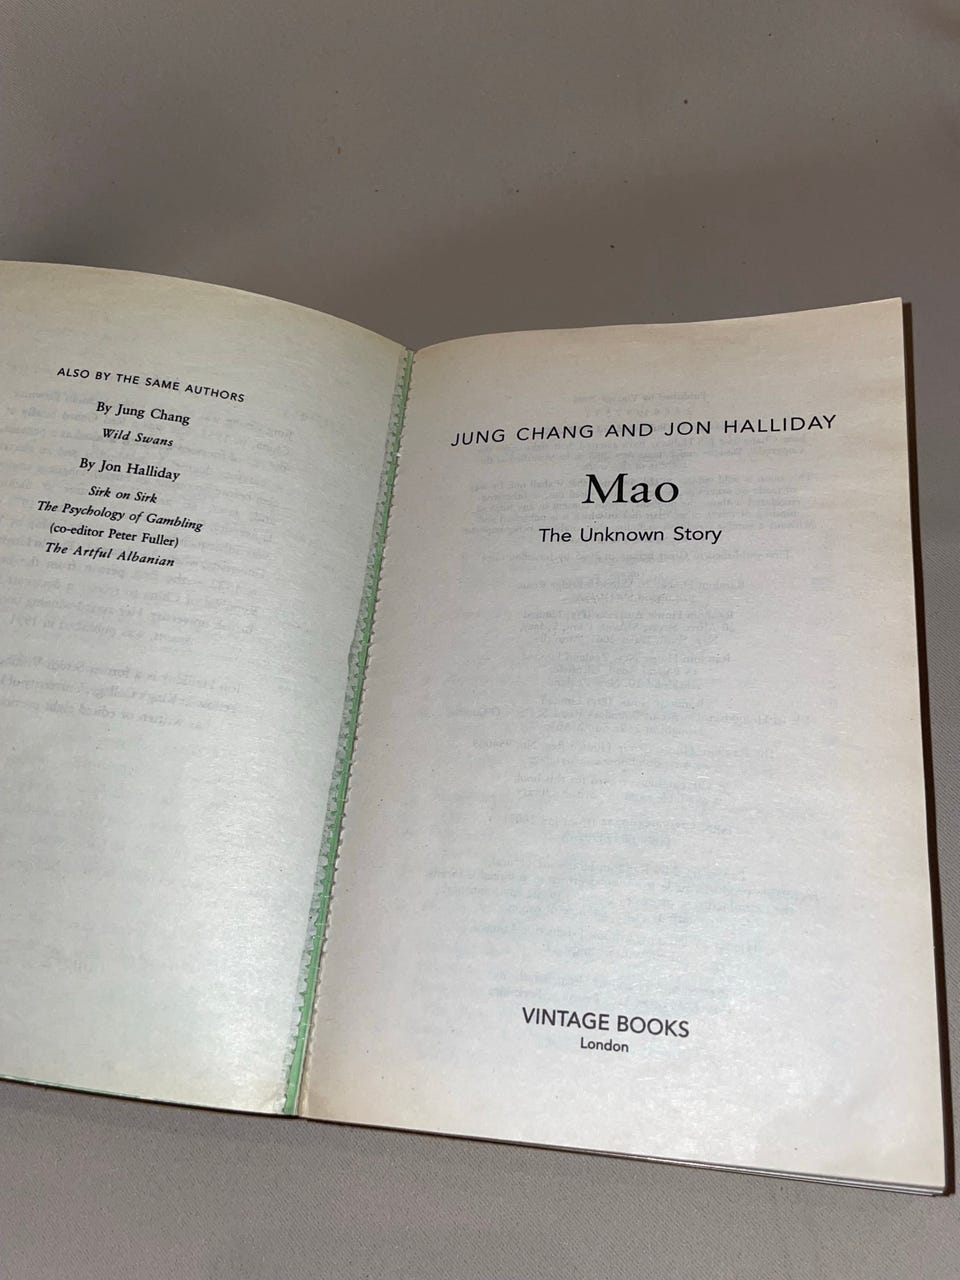 ALSO BY THE SAME AUTHORS
By Jung Chang
Wild Swans
By Jon Halliday
Sirk on Sirk
The Psychology of Gambling
(co-editor Peter Fuller)
The Artful Albanian
JUNG CHANG AND JON HALLIDAY
Mao
The Unknown Story
VINTAGE BOOKS
London